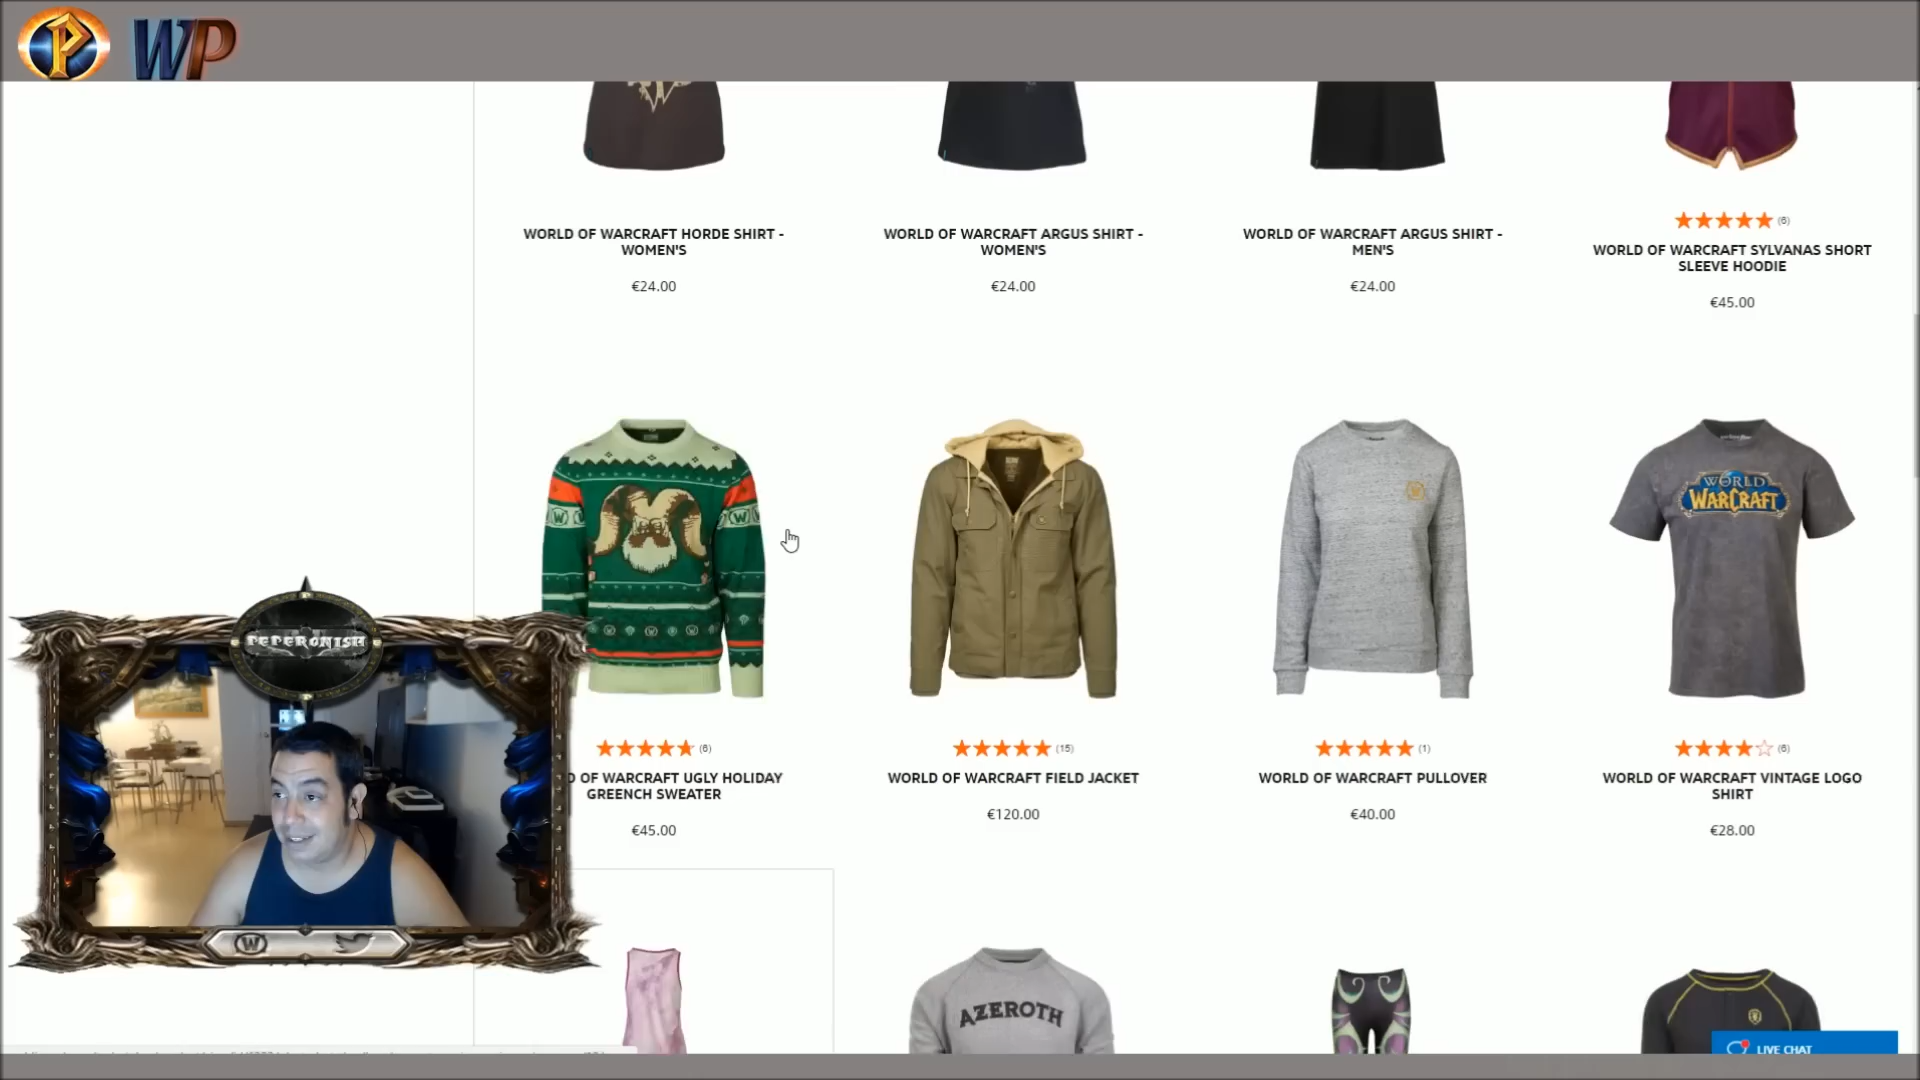 P WP
WORLD OF WARCRAFT HORDE SHIRT -
WOMEN'S
€24.00
WORLD OF WARCRAFT ARGUS SHIRT -
WOMEN'S
€24.00
WORLD OF WARCRAFT ARGUS SHIRT -
MEN'S
€24.00
(6)
WORLD OF WARCRAFT SYLVANAS SHORT
SLEEVE HOODIE
€45.00
W W
WORLD
WARCRAFT
PEPERONISH
W
(6)
D OF WARCRAFT UGLY HOLIDAY
GREENCH SWEATER
€45.00
(15)
WORLD OF WARCRAFT FIELD JACKET
€120.00
(1)
WORLD OF WARCRAFT PULLOVER
€40.00
(6)
WORLD OF WARCRAFT VINTAGE LOGO
SHIRT
€28.00
AZEROTH
LIVE CHAT